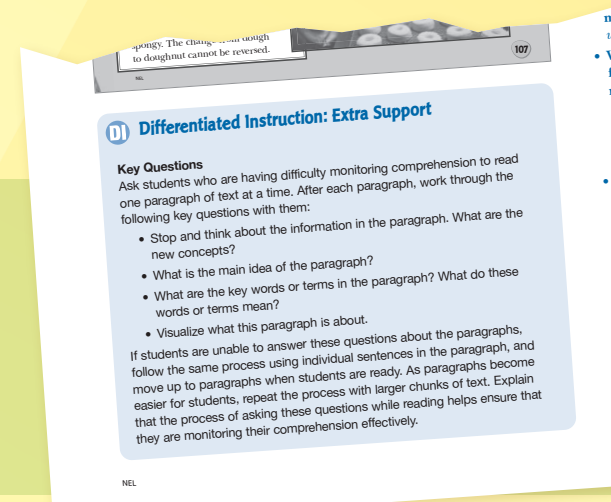 spongy. The change from dough
to doughnut cannot be reversed.
107
NEL
DI Differentiated Instruction: Extra Support
Key Questions
Ask students who are having difficulty monitoring comprehension to read
one paragraph of text at a time. After each paragraph, work through the
following key questions with them:
• Stop and think about the information in the paragraph. What are the
new concepts?
• What is the main idea of the paragraph?
• What are the key words or terms in the paragraph? What do these
words or terms mean?
• Visualize what this paragraph is about.
If students are unable to answer these questions about the paragraphs,
follow the same process using individual sentences in the paragraph, and
move up to paragraphs when students are ready. As paragraphs become
easier for students, repeat the process with larger chunks of text. Explain
that the process of asking these questions while reading helps ensure that
they are monitoring their comprehension effectively.
NEL